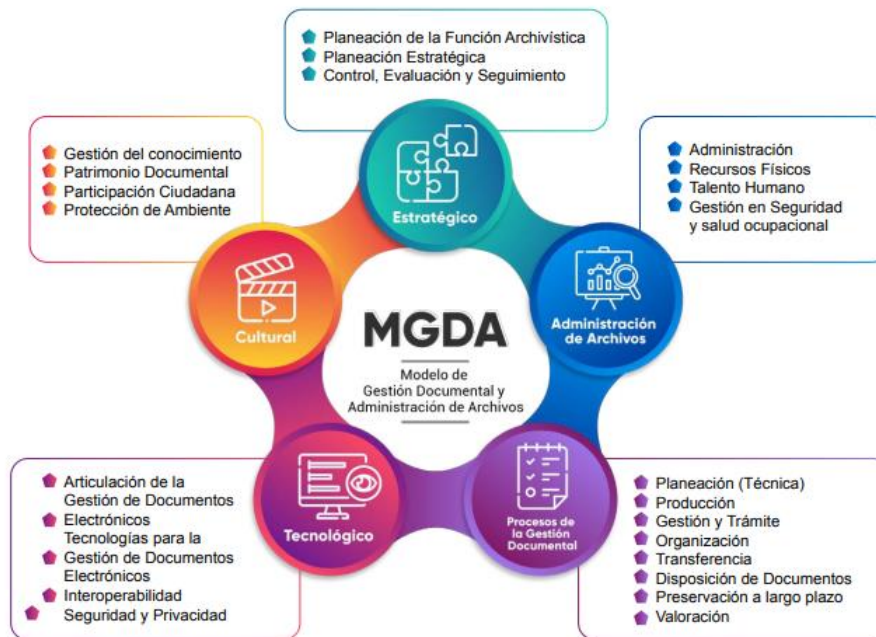 Planeación de la Función Archivística
Planeación Estratégica
Control, Evaluación y Seguimiento
Gestión del conocimiento
Patrimonio Documental
Participación Ciudadana
Protección de Ambiente
Administración
Recursos Físicos
Talento Humano
Gestión en Seguridad
y salud ocupacional
Estratégico
Cultural
Administración
de Archivos
MGDA
Modelo de
Gestión Documental y
Administración de Archivos
Tecnológico
Procesos de
la Gestión
Documental
Articulación de la
Gestión de Documentos
Electrónicos
Tecnologías para la
Gestión de Documentos
Electrónicos
Interoperabilidad
Seguridad y Privacidad
Planeación (Técnica)
Producción
Gestión y Trámite
Organización
Transferencia
Disposición de Documentos
Preservación a largo plazo
Valoración